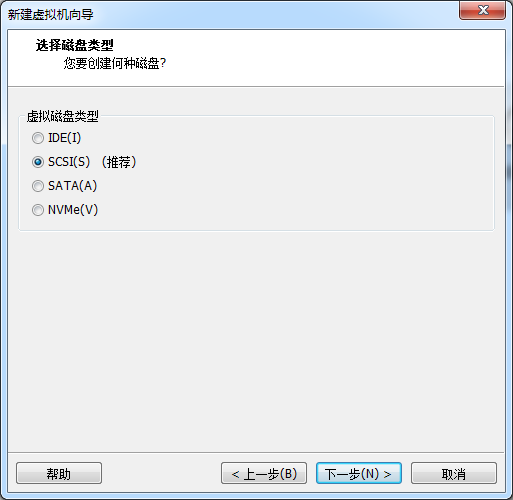 新建虚拟机向导
选择磁盘类型
您要创建何种磁盘?
虚拟磁盘类型
IDE(I)
SCSI(S) （推荐）
SATA(A)
NVMe(V)
帮助
< 上一步(B)
下一步(N) >
取消